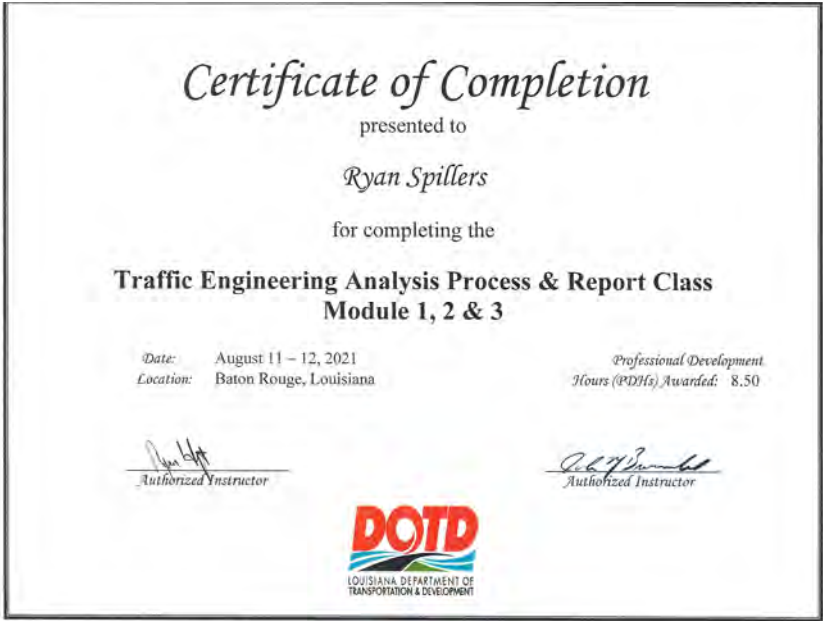 Certificate of Completion
presented to
Ryan Spillers
for completing the
Traffic Engineering Analysis Process & Report Class
Module 1, 2 & 3
Date: August 11 – 12, 2021
Location: Baton Rouge, Louisiana
Professional Development
Hours (PDHs) Awarded: 8.50
Authorized Instructor
Authorized Instructor
DOTD
LOUISIANA DEPARTMENT OF
TRANSPORTATION & DEVELOPMENT